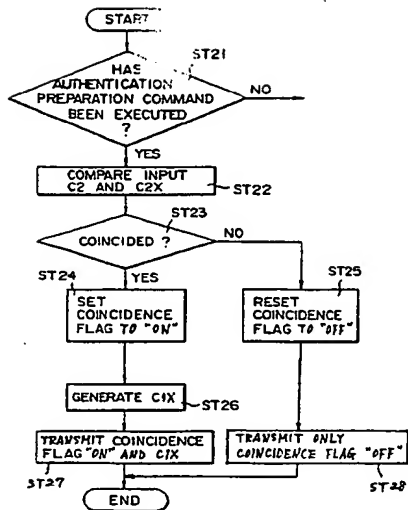 START
ST21
HAS
AUTHENTICATION
PREPARATION COMMAND
BEEN EXECUTED
?
NO
YES
COMPARE INPUT
C2 AND C2X
ST22
ST23
COINCIDED ?
NO
ST24
YES
ST25
SET
COINCIDENCE
FLAG TO "ON"
RESET
COINCIDENCE
FLAG TO "OFF"
GENERATE C1X
ST26
TRANSMIT COINCIDENCE
FLAG "ON" AND C1X
TRANSMIT ONLY
COINCIDENCE FLAG "OFF"
ST27
END
ST28